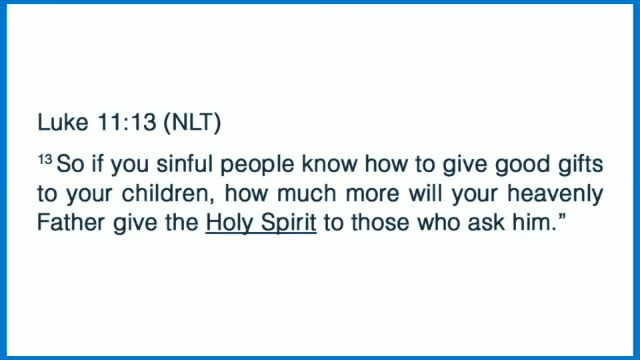 Luke 11:13 (NLT)
13 So if you sinful people know how to give good gifts
to your children, how much more will your heavenly
Father give the Holy Spirit to those who ask him.”